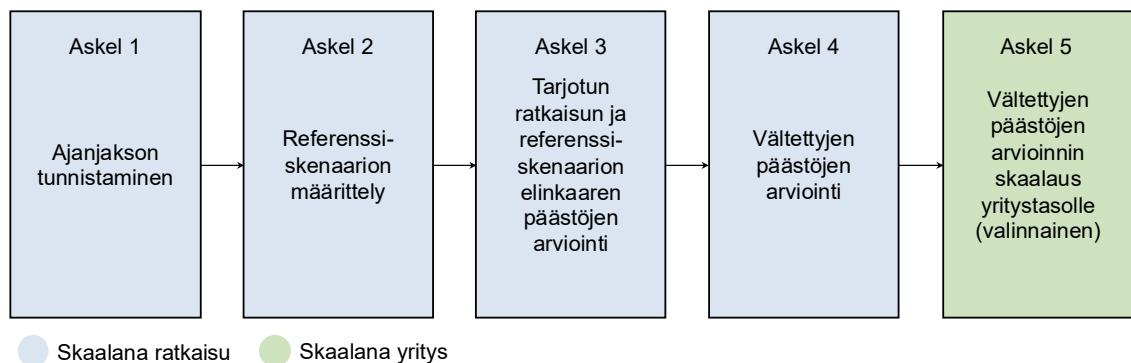 Askel 1
Ajanjakson
tunnistaminen
Askel 2
Referenssi-
skenaarion
määrittely
Askel 3
Tarjotun
ratkaisun ja
referenssi-
skenaarion
elinkaaren
päästöjen
arviointi
Askel 4
Vältettyjen
päästöjen
arviointi
Askel 5
Vältettyjen
päästöjen
arvioinnin
skaalaus
yritystasolle
(valinnainen)
Skaalana ratkaisu
Skaalana yritys